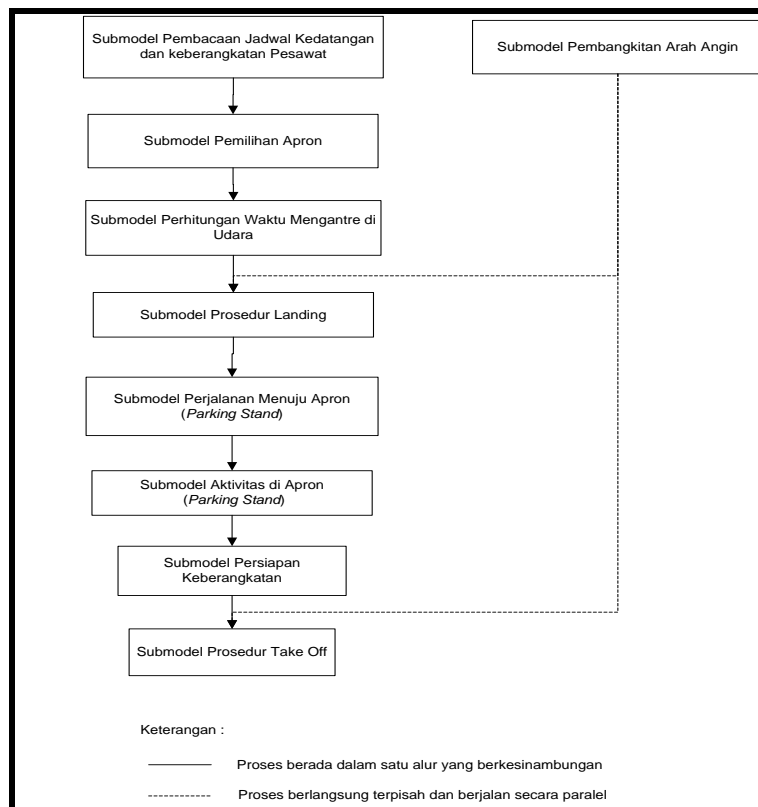 Submodel Pembacaan Jadwal Kedatangan
dan keberangkatan Pesawat
Submodel Pembangkitan Arah Angin
Submodel Pemilihan Apron
Submodel Perhitungan Waktu Mengantre di
Udara
Submodel Prosedur Landing
Submodel Perjalanan Menuju Apron
(Parking Stand)
Submodel Aktivitas di Apron
(Parking Stand)
Submodel Persiapan
Keberangkatan
Submodel Prosedur Take Off
Keterangan :
Proses berada dalam satu alur yang berkesinambungan
Proses berlangsung terpisah dan berjalan secara paralel